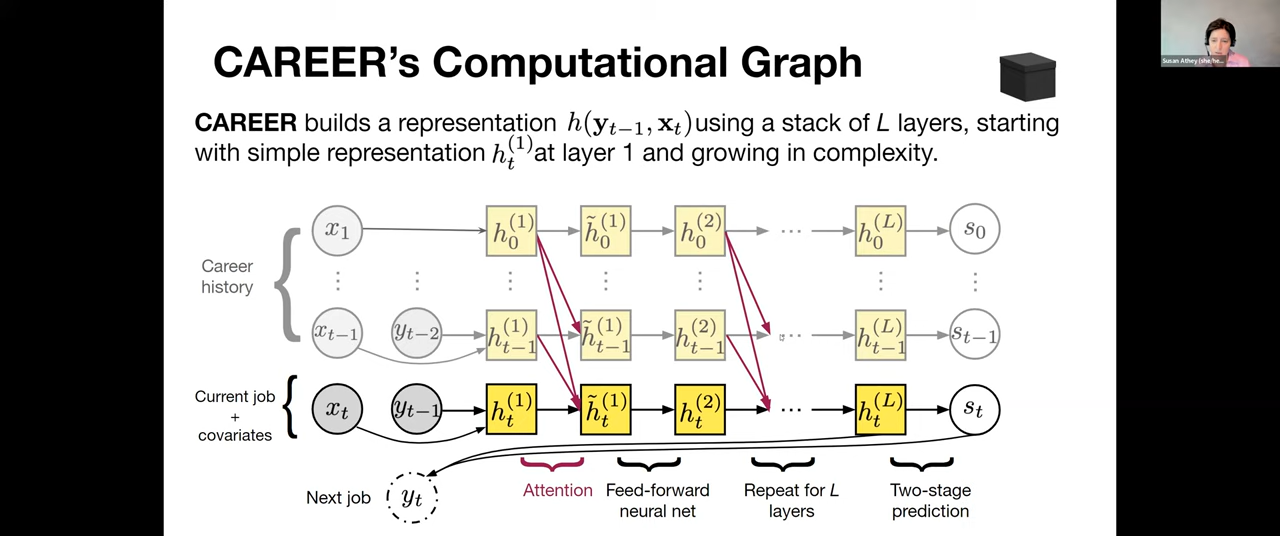 CAREER's Computational Graph
Susan Athey (she/he...
CAREER builds a representation h(y_{t−1}, x_t) using a stack of L layers, starting
with simple representation h_t^{(1)} at layer 1 and growing in complexity.
x_1 h_0^{(1)} h̃_0^{(1)} h_0^{(2)} ... h_0^{(L)} s_0
Career
history
x_{t−1} y_{t−2} h_{t−1}^{(1)} h̃_{t−1}^{(1)} h_{t−1}^{(2)} ... h_{t−1}^{(L)} s_{t−1}
Current job
+
covariates
x_t y_{t−1} h_t^{(1)} h̃_t^{(1)} h_t^{(2)} ... h_t^{(L)} s_t
Next job y_t
Attention
Feed-forward
neural net
Repeat for L
layers
Two-stage
prediction